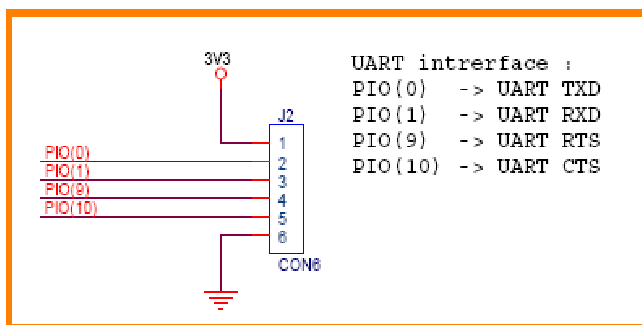 3V3
J2
1
2
3
4
5
6
CON6
PIO(0)
PIO(1)
PIO(9)
PIO(10)
UART intrerface :
PIO(0) -> UART TXD
PIO(1) -> UART RXD
PIO(9) -> UART RTS
PIO(10) -> UART CTS